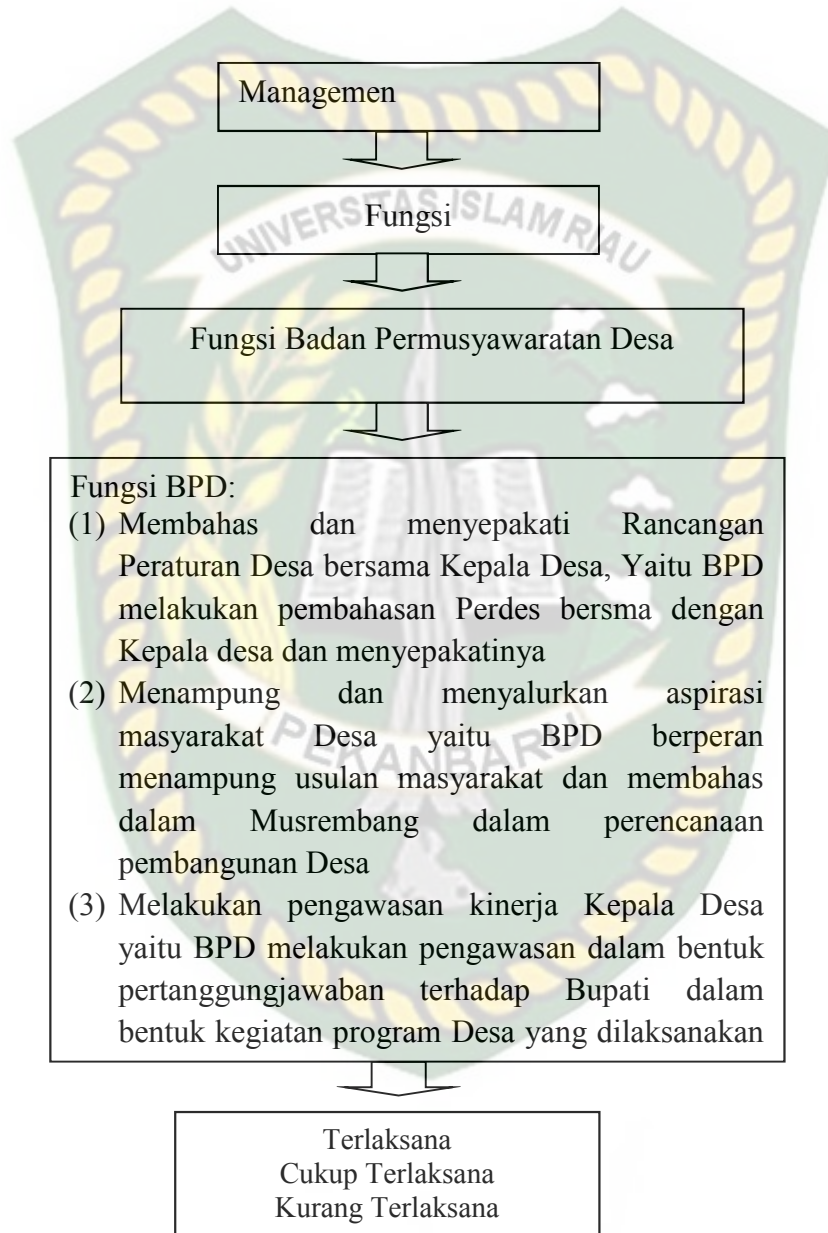 Managemen
UNIVERSITAS ISLAM RIAU
Fungsi
Fungsi Badan Permusyawaratan Desa
Fungsi BPD:
(1) Membahas dan menyepakati Rancangan
Peraturan Desa bersama Kepala Desa, Yaitu BPD
melakukan pembahasan Perdes bersma dengan
Kepala desa dan menyepakatinya
(2) Menampung dan menyalurkan aspirasi
masyarakat Desa yaitu BPD berperan
menampung usulan masyarakat dan membahas
dalam Musrembang dalam perencanaan
pembangunan Desa
(3) Melakukan pengawasan kinerja Kepala Desa
yaitu BPD melakukan pengawasan dalam bentuk
pertanggungjawaban terhadap Bupati dalam
bentuk kegiatan program Desa yang dilaksanakan
PEKANBARU
Terlaksana
Cukup Terlaksana
Kurang Terlaksana